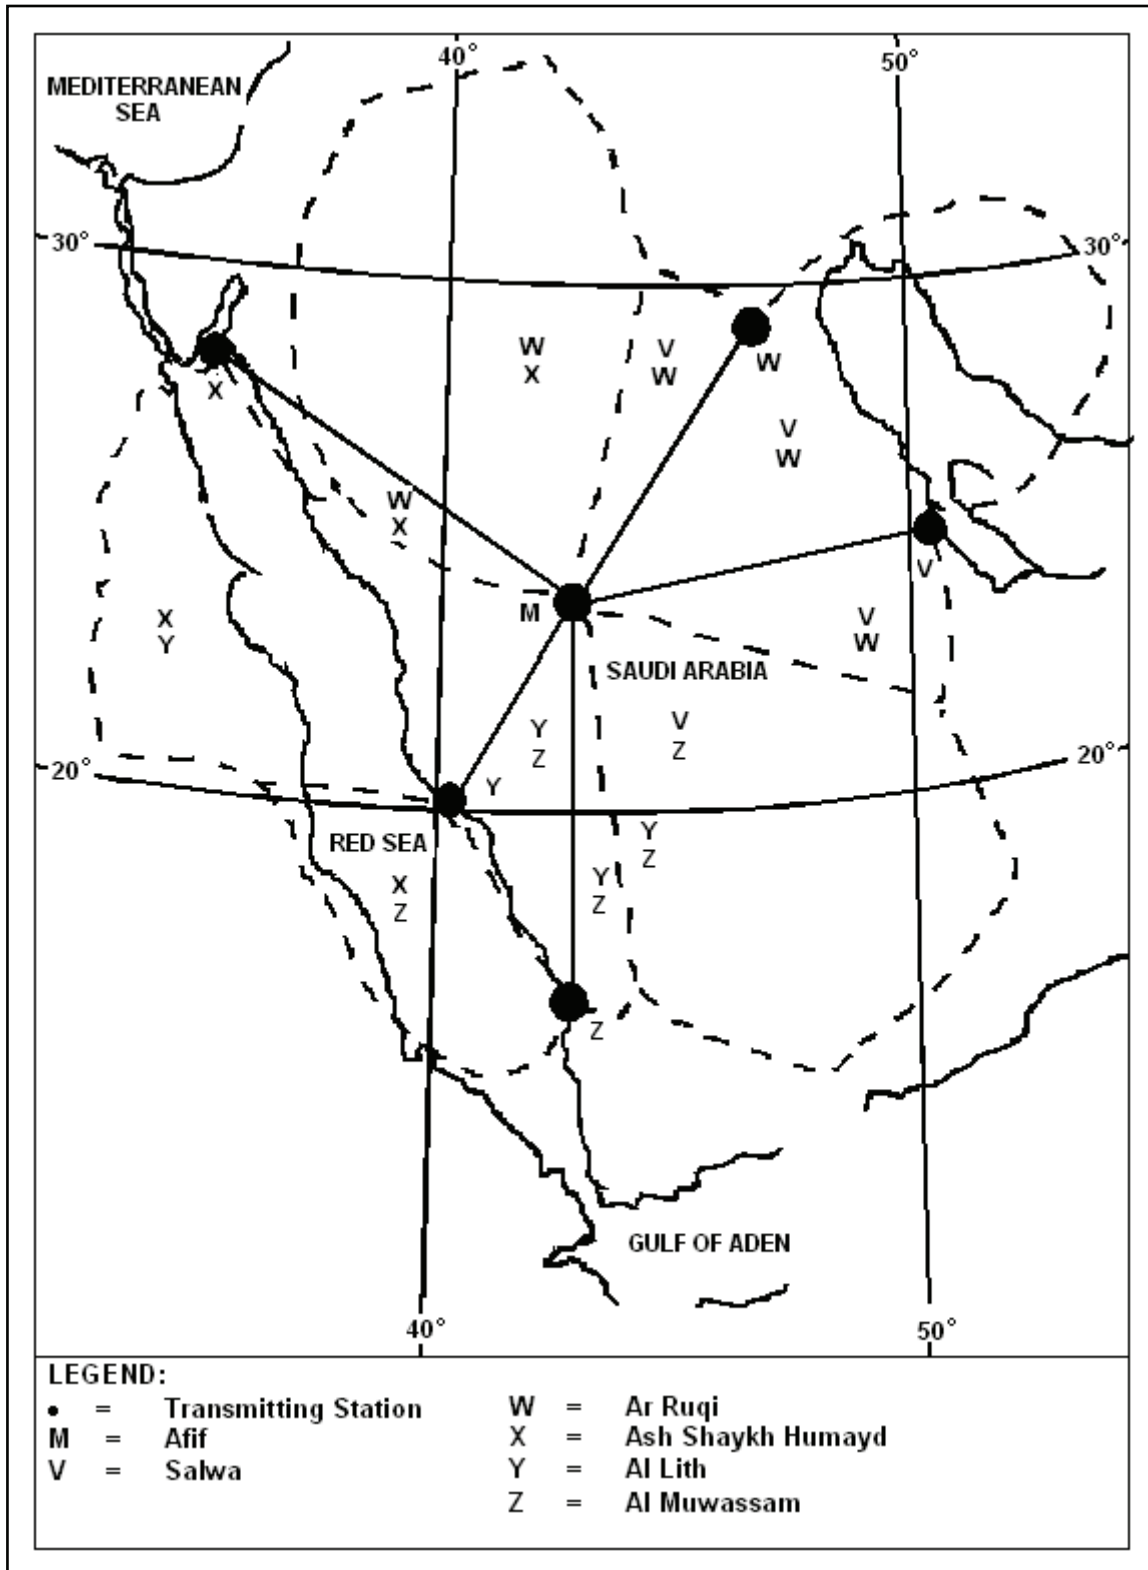 40°
50°
MEDITERRANEAN
SEA
30°
30°
W
X
V
W
W
X
V
W
W
X
V
X
Y
M
V
W
SAUDI ARABIA
Y
Z
V
Z
20°
20°
Y
RED SEA
Y
Z
X
Z
Y
Z
Z
GULF OF ADEN
40°
50°
LEGEND:
• = Transmitting Station
M = Afif
V = Salwa
W = Ar Ruqi
X = Ash Shaykh Humayd
Y = Al Lith
Z = Al Muwassam